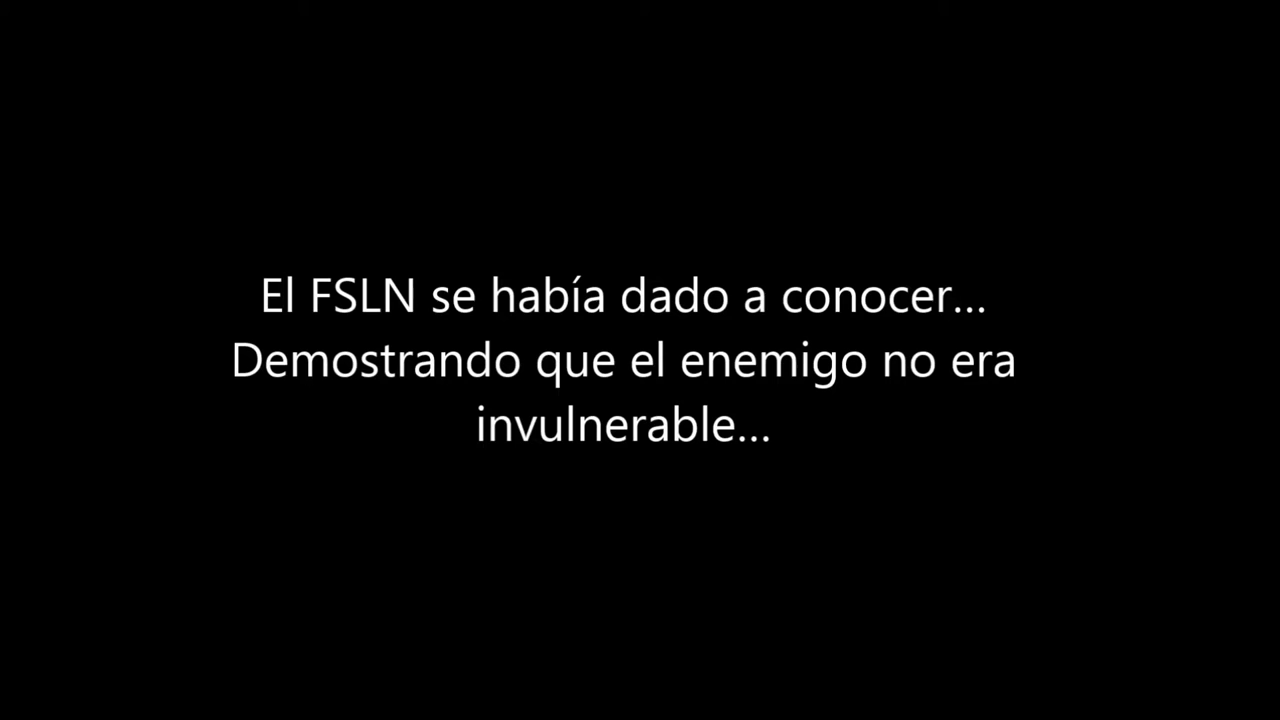 El FSLN se había dado a conocer...
Demostrando que el enemigo no era
invulnerable...